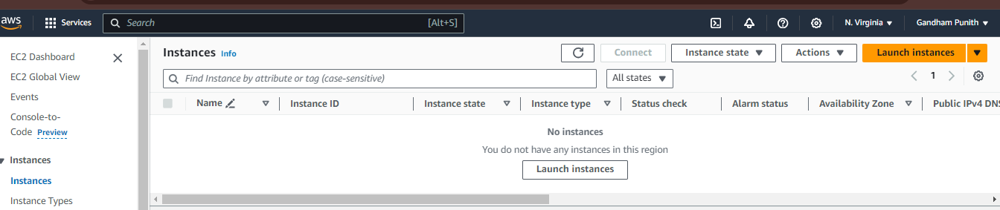 aws Services Search [Alt+S] N. Virginia Gandham Punith
EC2 Dashboard
EC2 Global View
Events
Console-to-
Code Preview
Instances
Instances
Instance Types
Instances Info Connect Instance state Actions Launch instances
Find Instance by attribute or tag (case-sensitive) All states 1
Name Instance ID Instance state Instance type Status check Alarm status Availability Zone Public IPv4 DNS
No instances
You do not have any instances in this region
Launch instances